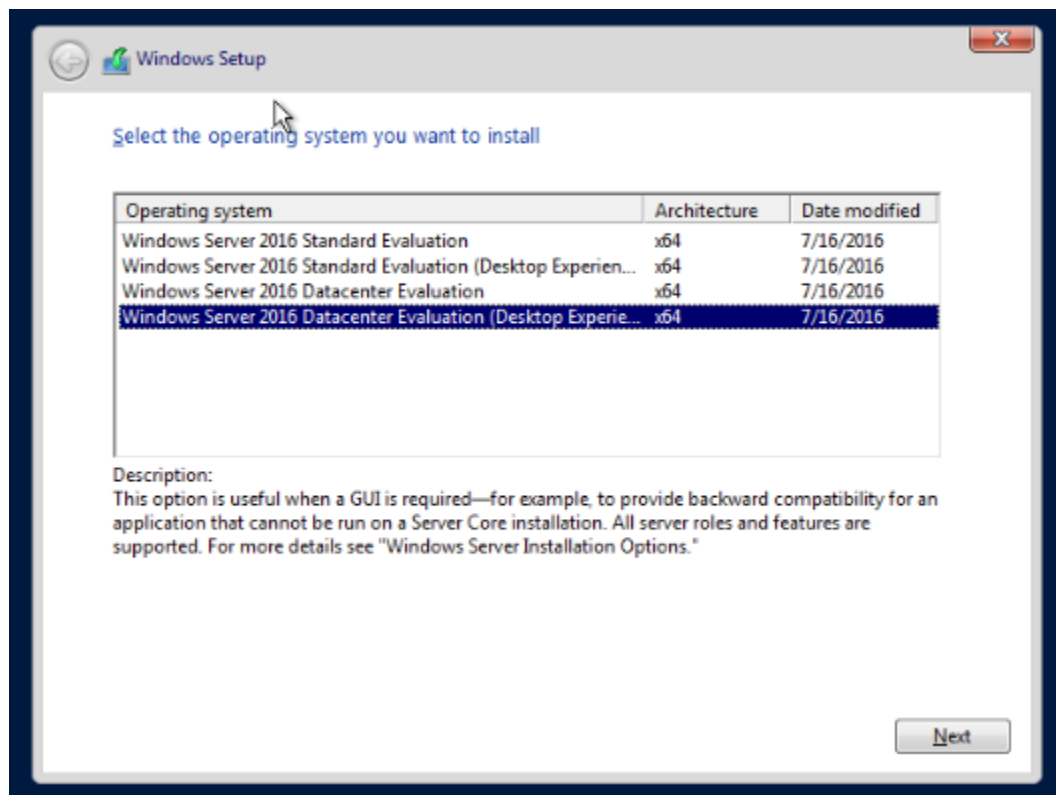 Windows Setup
Select the operating system you want to install
Operating system Architecture Date modified
Windows Server 2016 Standard Evaluation x64 7/16/2016
Windows Server 2016 Standard Evaluation (Desktop Experien... x64 7/16/2016
Windows Server 2016 Datacenter Evaluation x64 7/16/2016
Windows Server 2016 Datacenter Evaluation (Desktop Experie... x64 7/16/2016
Description:
This option is useful when a GUI is required—for example, to provide backward compatibility for an
application that cannot be run on a Server Core installation. All server roles and features are
supported. For more details see "Windows Server Installation Options."
Next